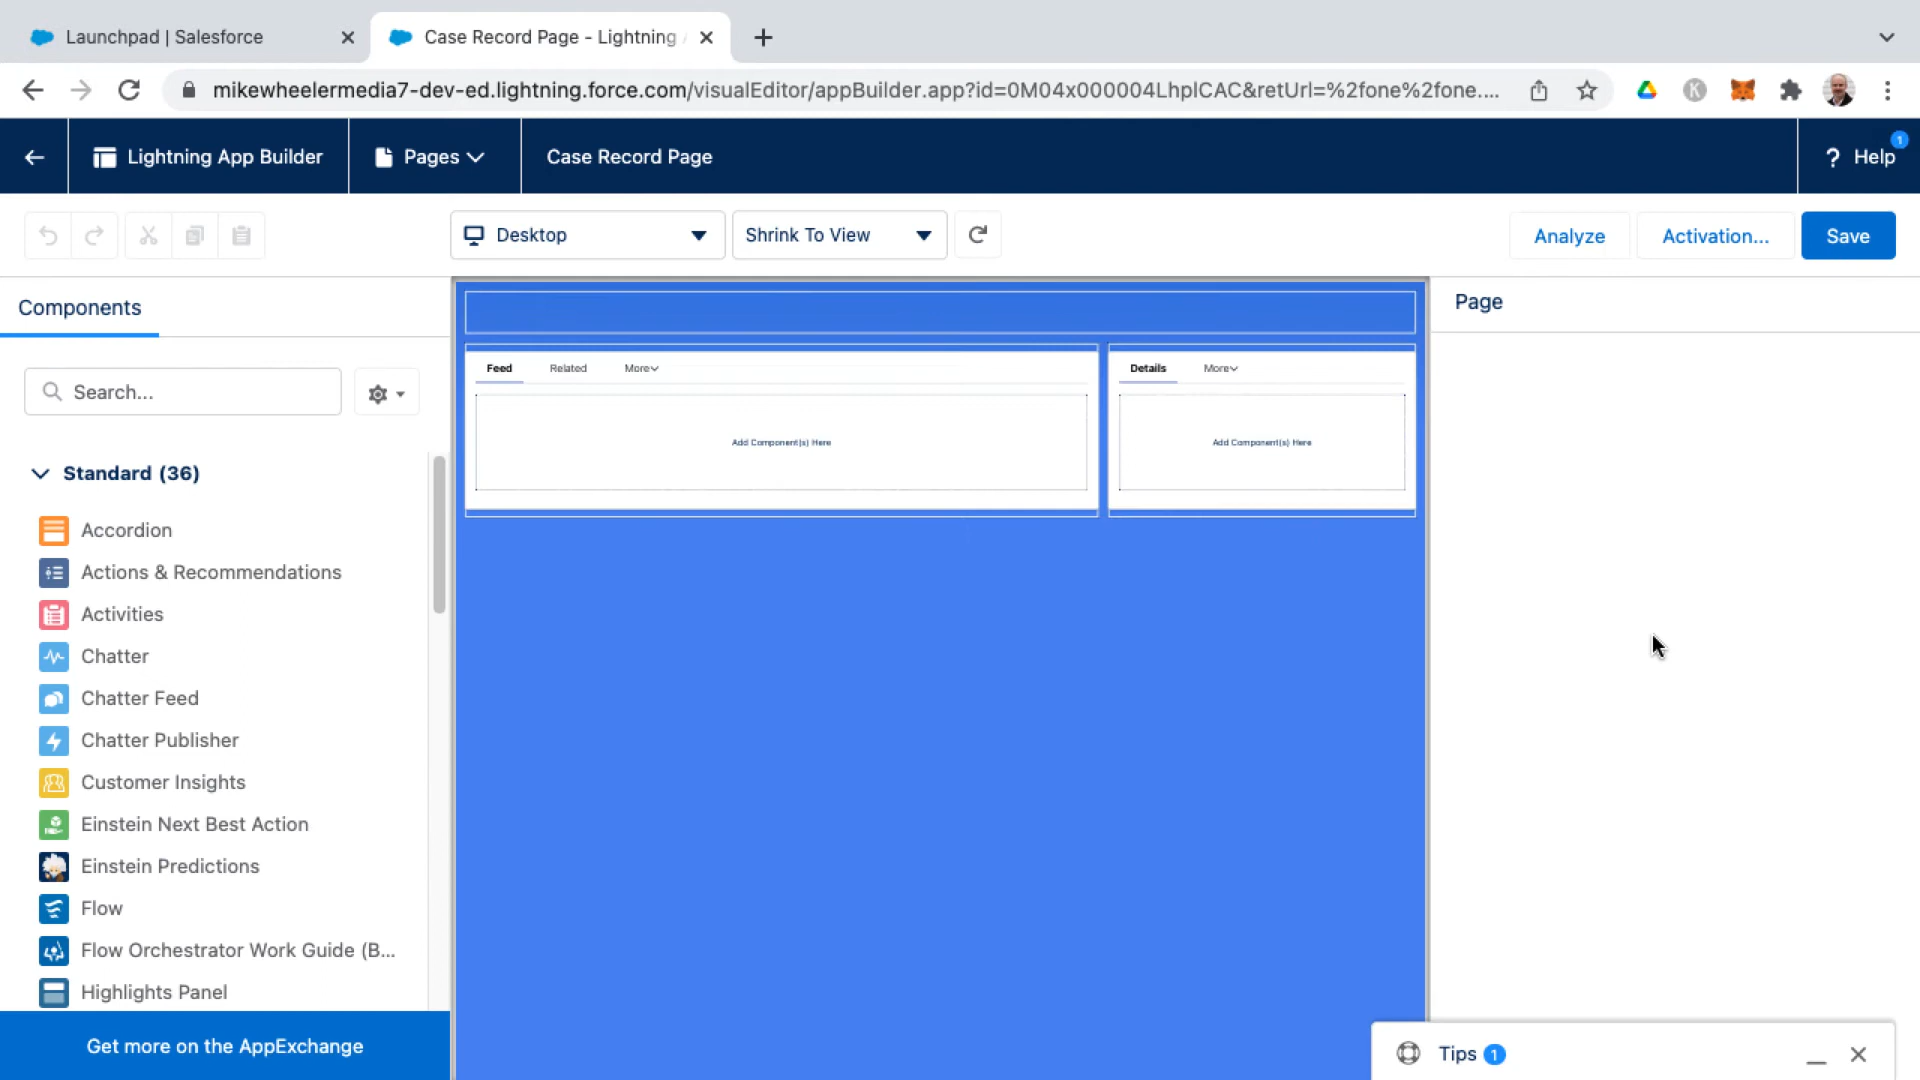 Launchpad | Salesforce
Case Record Page - Lightning
mikewheelermedia7-dev-ed.lightning.force.com/visualEditor/appBuilder.app?id=0M04x000004LhplCAC&retUrl=%2fone%2fone....
K
Lightning App Builder
Pages
Case Record Page
1
? Help
Desktop
Shrink To View
Analyze
Activation...
Save
Components
Page
Search...
Feed
Related
More
Details
More
Add Component(s) Here
Add Component(s) Here
Standard (36)
Accordion
Actions & Recommendations
Activities
Chatter
Chatter Feed
Chatter Publisher
Customer Insights
Einstein Next Best Action
Einstein Predictions
Flow
Flow Orchestrator Work Guide (B...
Highlights Panel
Get more on the AppExchange
Tips 1